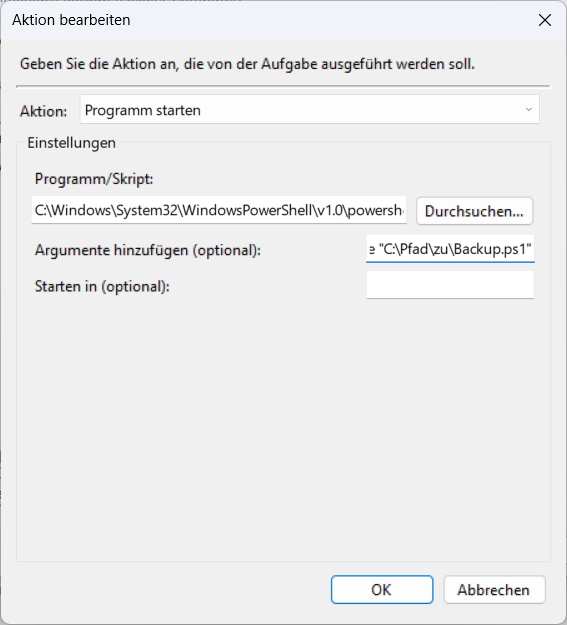 Aktion bearbeiten
Geben Sie die Aktion an, die von der Aufgabe ausgeführt werden soll.
Aktion: Programm starten
Einstellungen
Programm/Skript:
C:\Windows\System32\WindowsPowerShell\v1.0\powersh Durchsuchen...
Argumente hinzufügen (optional): e "C:\Pfad\zu\Backup.ps1"
Starten in (optional):
OK Abbrechen